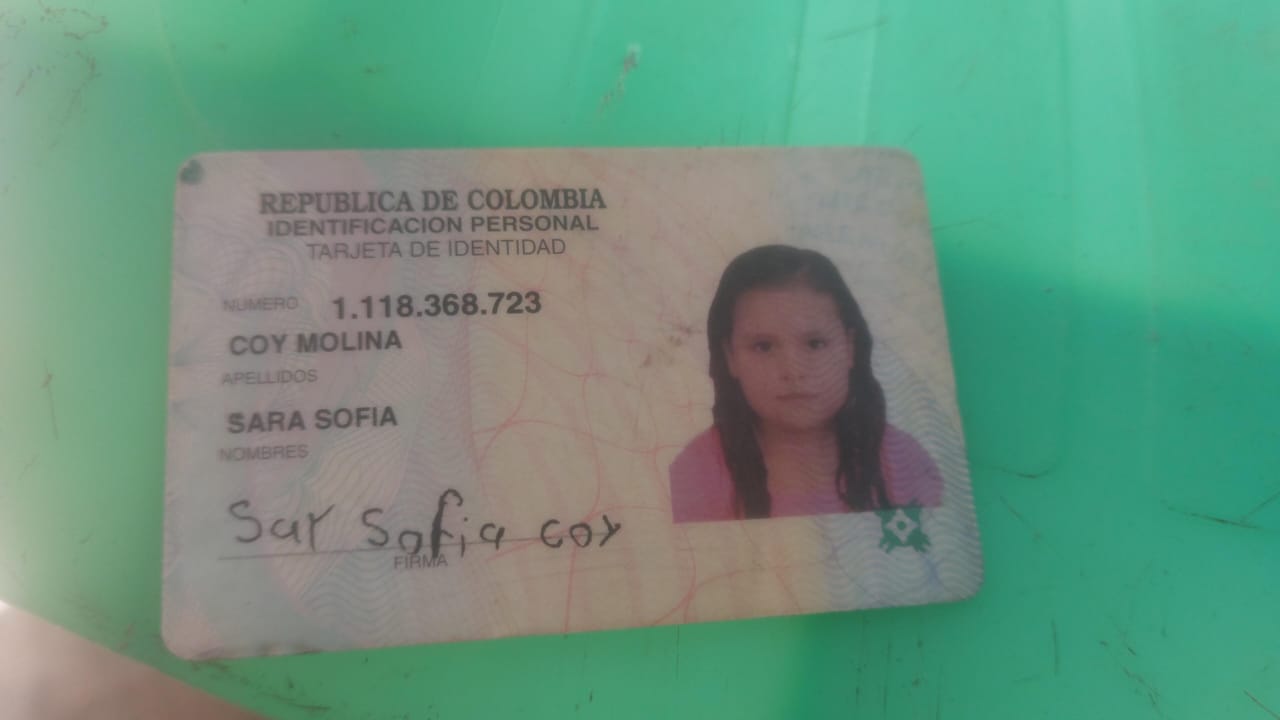 REPUBLICA DE COLOMBIA
IDENTIFICACION PERSONAL
TARJETA DE IDENTIDAD
NUMERO 1.118.368.723
COY MOLINA
APELLIDOS
SARA SOFIA
NOMBRES
Sar Sofia coy
FIRMA